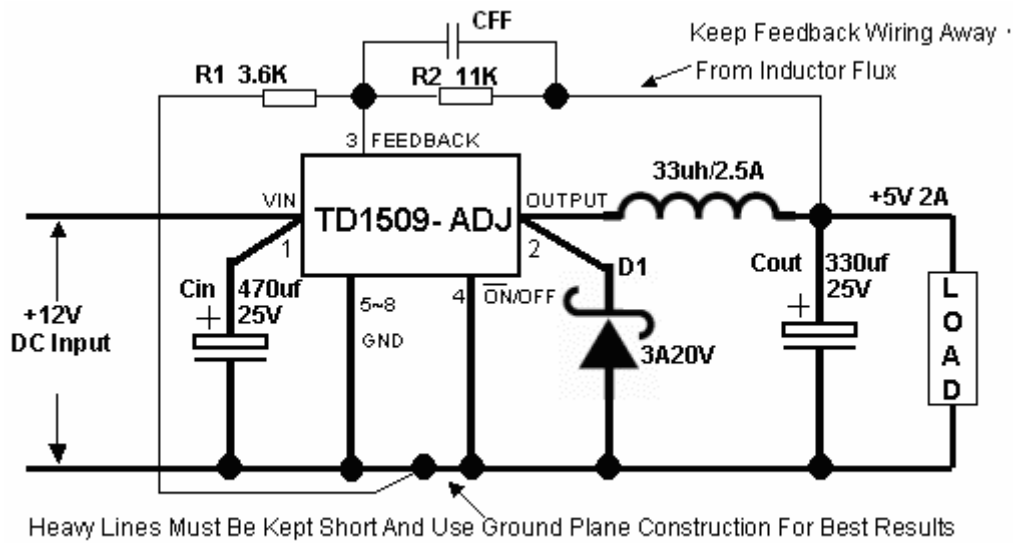 CFF
Keep Feedback Wiring Away
From Inductor Flux
R1 3.6K
R2 11K
3 FEEDBACK
33uh/2.5A
VIN
TD1509- ADJ
OUTPUT
+5V 2A
1
2
D1
Cin
470uf
25V
+
5~8
GND
4
ON/OFF
3A20V
Cout
330uf
25V
+
LOAD
+12V
DC Input
Heavy Lines Must Be Kept Short And Use Ground Plane Construction For Best Results